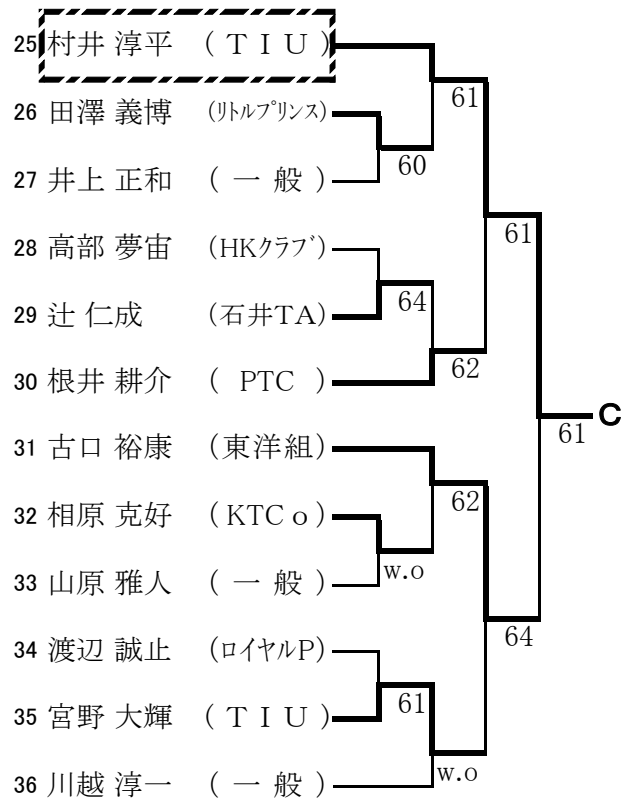 25 村井 淳平 (ＴＩＵ)
61
26 田澤 義博 (ﾘﾄﾙﾌﾟﾘﾝｽ)
60
27 井上 正和 (一般)
61
28 高部 夢宙 (HKｸﾗﾌﾞ)
64
29 辻 仁成 (石井TA)
62
30 根井 耕介 (PTC)
C
61
31 古口 裕康 (東洋組)
62
32 相原 克好 (KTCｏ)
w.o
33 山原 雅人 (一般)
64
34 渡辺 誠止 (ﾛｲﾔﾙP)
61
35 宮野 大輝 (ＴＩＵ)
w.o
36 川越 淳一 (一般)